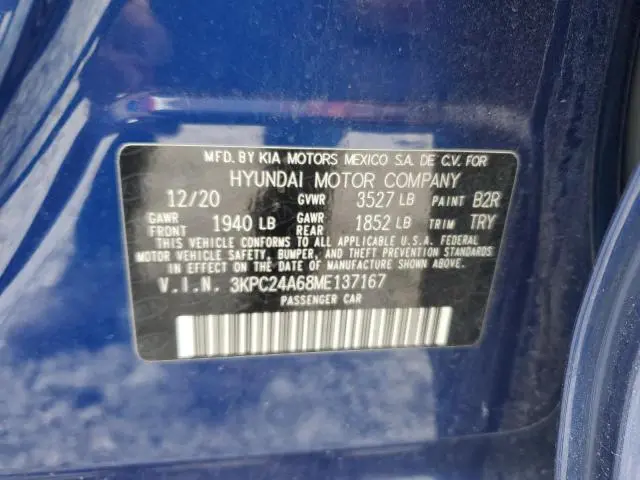 MFD. BY KIA MOTORS MEXICO S.A. DE C.V. FOR
HYUNDAI MOTOR COMPANY
12/20 GVWR 3527 LB PAINT B2R
GAWR FRONT 1940 LB GAWR REAR 1852 LB TRIM TRY
THIS VEHICLE CONFORMS TO ALL APPLICABLE U.S.A. FEDERAL
MOTOR VEHICLE SAFETY, BUMPER, AND THEFT PREVENTION
STANDARDS IN EFFECT ON THE DATE OF MANUFACTURE SHOWN ABOVE.
V.I.N. 3KPC24A68ME137167
PASSENGER CAR